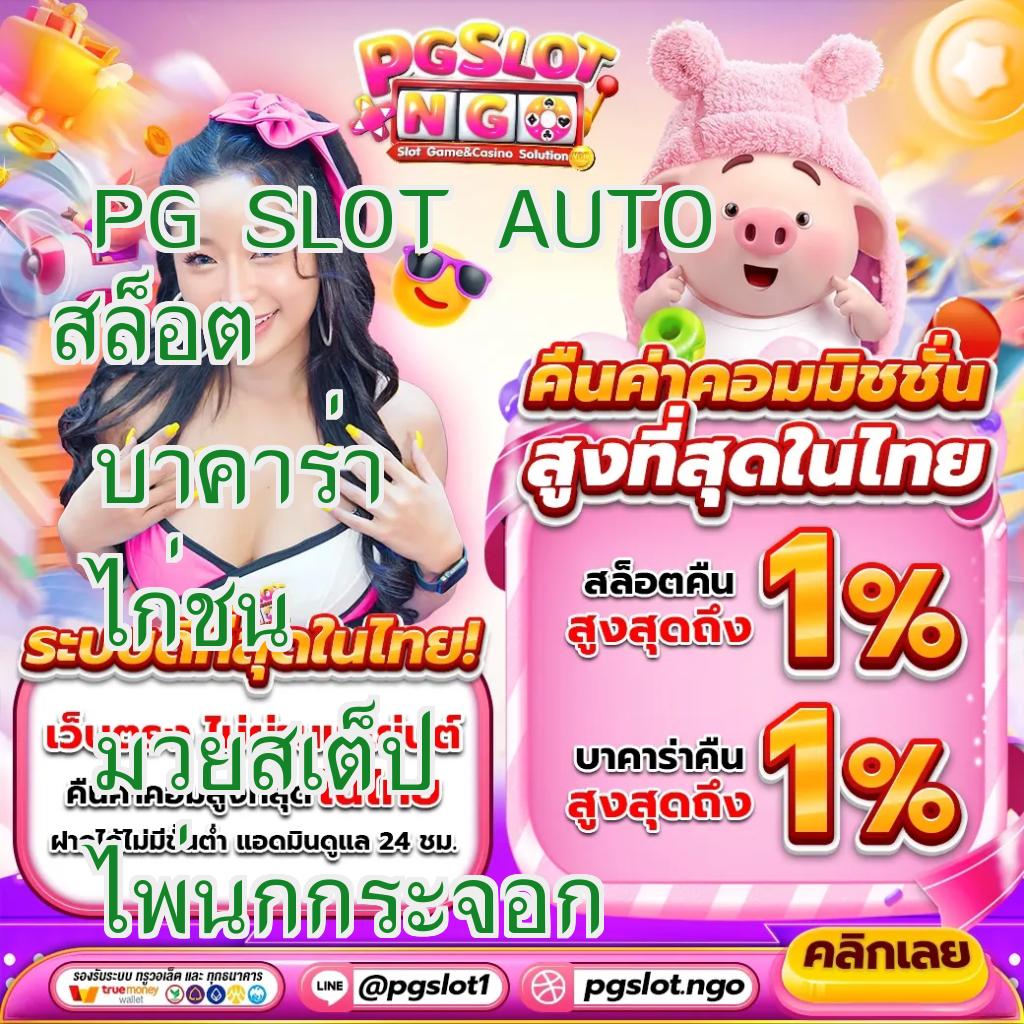 PGSLOT
NGO
Slot Game&Casino Solution
PG SLOT AUTO
สล็อต
บาคาร่า
ไก่ชน
มวยสเต็ป
ไพ่นกกระจอก
คืนค่าคอมมิชชั่น
สูงที่สุดในไทย
สล็อตคืน
สูงสุดถึง
1%
บาคาร่าคืน
สูงสุดถึง
1%
ระบบดีที่สุดในไทย!
แอดมินดูแล 24 ชม.
รองรับระบบ ทรูวอเล็ต และ ทุกธนาคาร
truemoney
wallet
LINE @pgslot1
pgslot.ngo
คลิกเลย